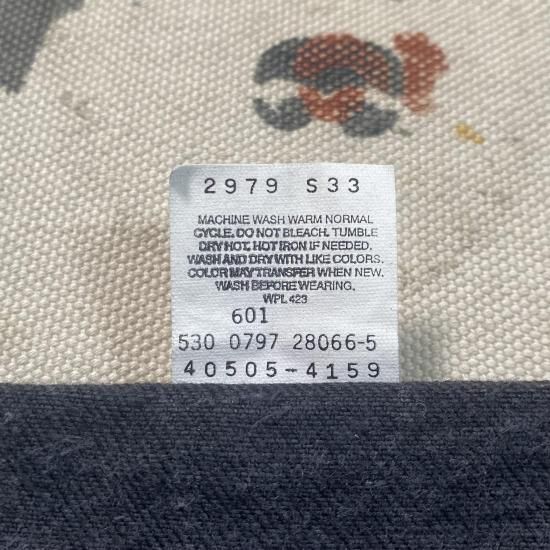 2979 S33
MACHINE WASH WARM NORMAL
CYCLE. DO NOT BLEACH. TUMBLE
DRY HOT. HOT IRON IF NEEDED.
WASH AND DRY WITH LIKE COLORS.
COLOR MAY TRANSFER WHEN NEW.
WASH BEFORE WEARING.
WPL 423
601
530 0797 28066-5
40505-4159